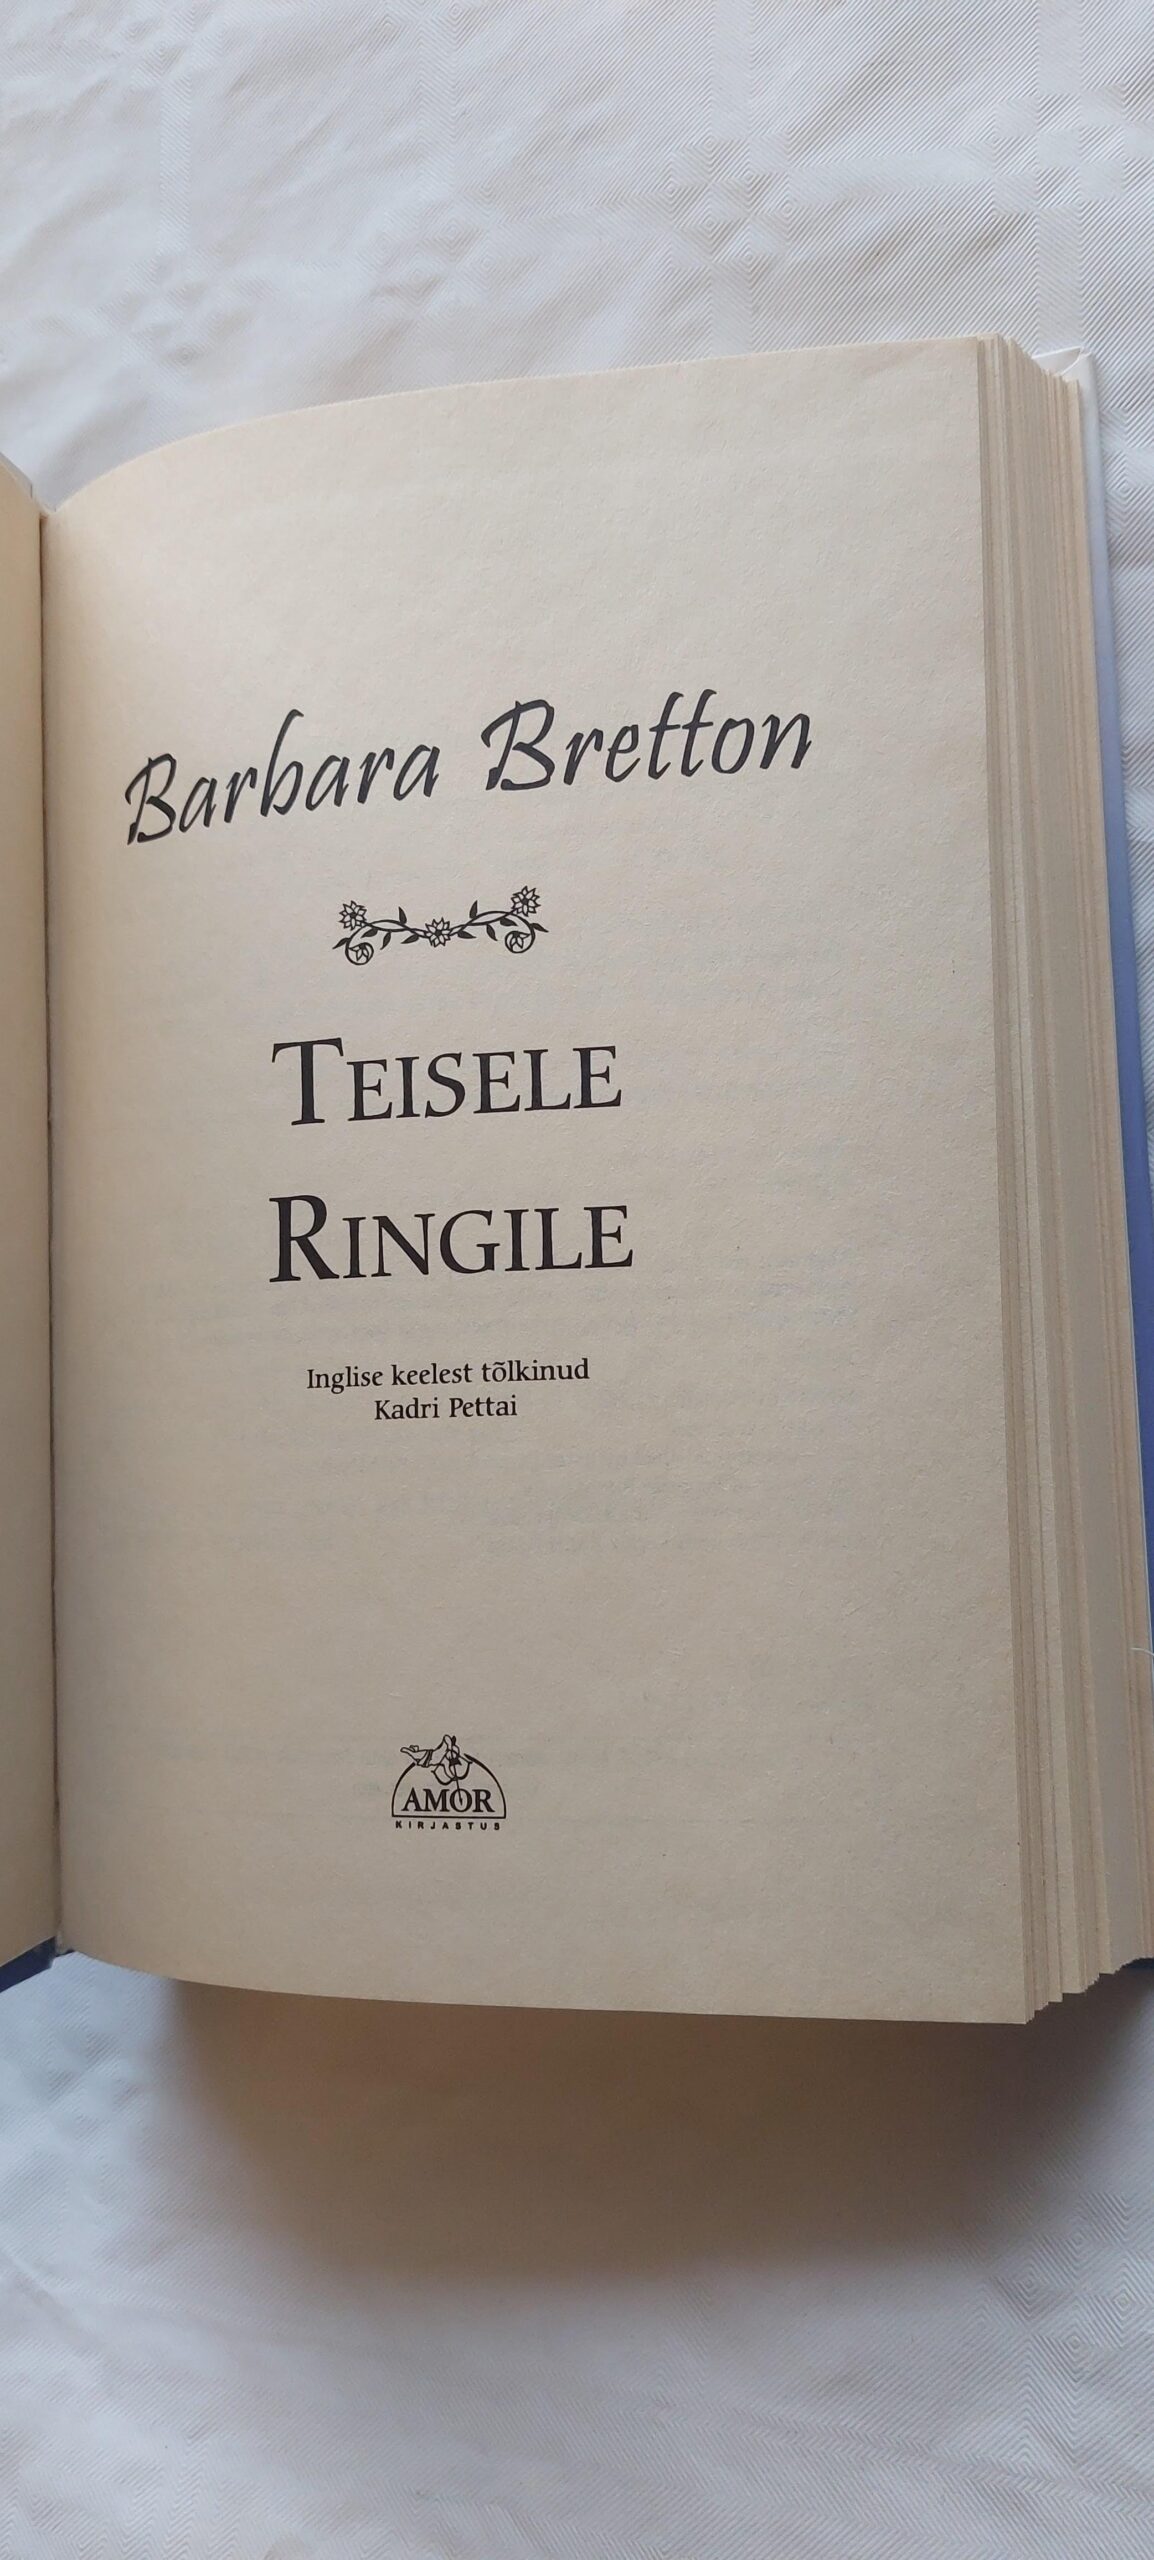 Barbara Bretton
TEISELE
RINGILE
Inglise keelest tõlkinud
Kadri Pettai
AMOR
KIRJASTUS